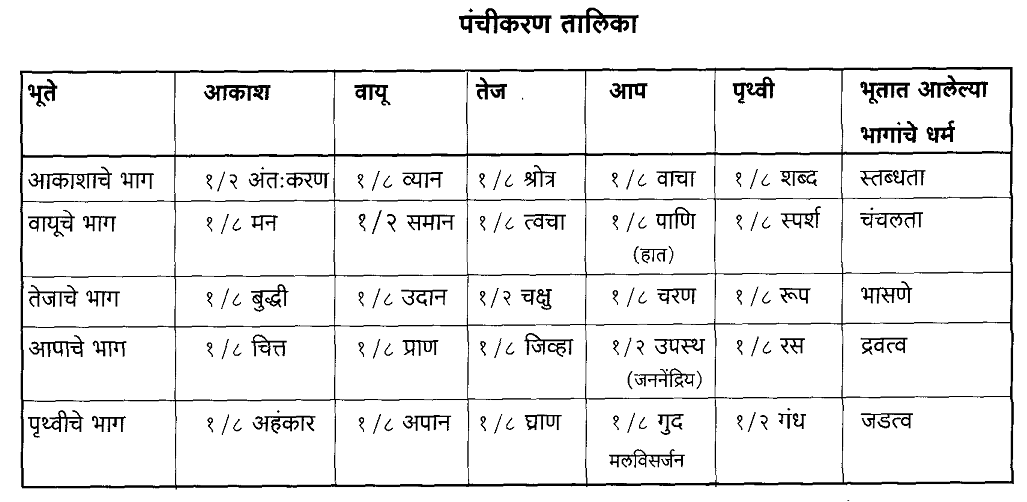 पंचीकरण तालिका
भूते आकाश वायू तेज आप पृथ्वी भूतात आलेल्या
भागांचे धर्म
आकाशाचे भाग १/२ अंतःकरण १/८ व्यान १/८ श्रोत्र १/८ वाचा १/८ शब्द स्तब्धता
वायूचे भाग १/८ मन १/२ समान १/८ त्वचा १/८ पाणि १/८ स्पर्श चंचलता
(हात)
तेजाचे भाग १/८ बुद्धी १/८ उदान १/२ चक्षु १/८ चरण १/८ रूप भासणे
आपाचे भाग १/८ चित्त १/८ प्राण १/८ जिव्हा १/२ उपस्थ १/८ रस द्रवत्व
(जननेंद्रिय)
पृथ्वीचे भाग १/८ अहंकार १/८ अपान १/८ घ्राण १/८ गुद १/२ गंध जडत्व
मलविसर्जन